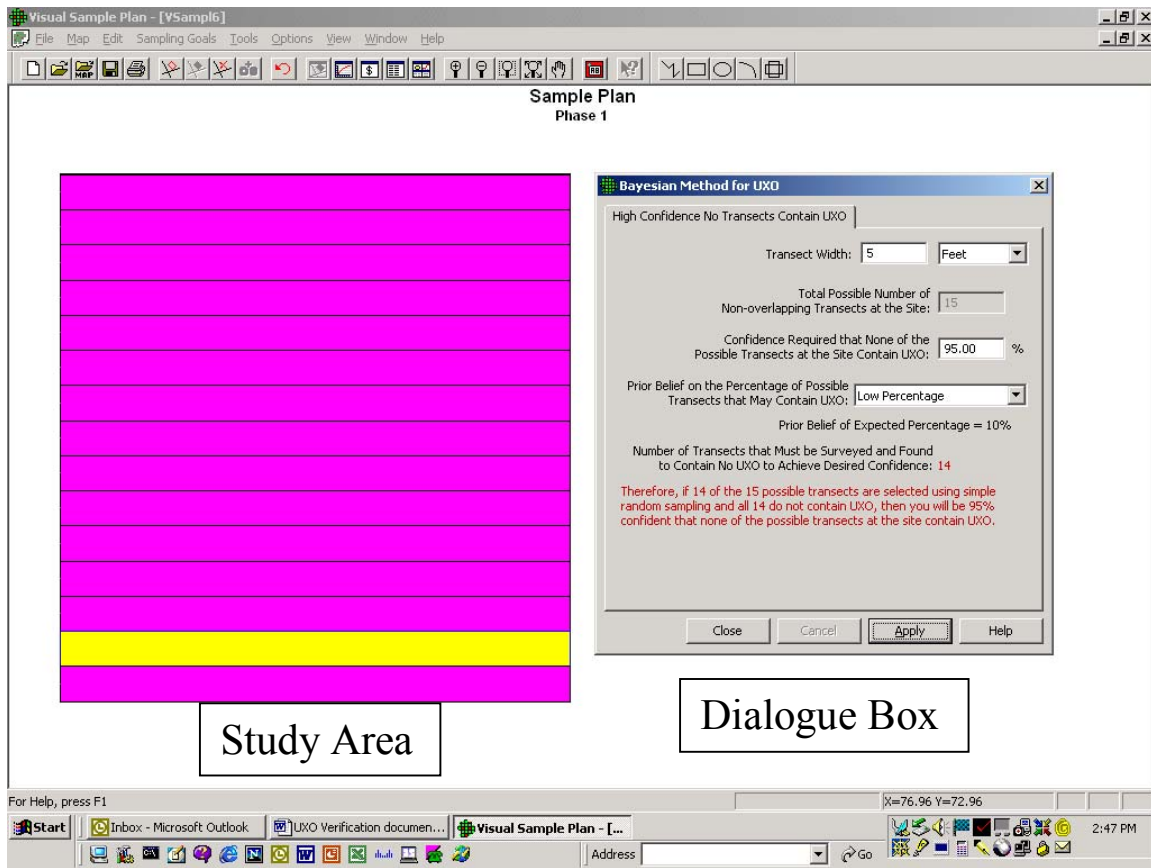 Visual Sample Plan - [VSampl6]
File Map Edit Sampling Goals Tools Options View Window Help
MAP
Sample Plan
Phase 1
Bayesian Method for UXO
High Confidence No Transects Contain UXO
Transect Width: 5 Feet
Total Possible Number of
Non-overlapping Transects at the Site: 15
Confidence Required that None of the
Possible Transects at the Site Contain UXO: 95.00 %
Prior Belief on the Percentage of Possible
Transects that May Contain UXO: Low Percentage
Prior Belief of Expected Percentage = 10%
Number of Transects that Must be Surveyed and Found
to Contain No UXO to Achieve Desired Confidence: 14
Therefore, if 14 of the 15 possible transects are selected using simple
random sampling and all 14 do not contain UXO, then you will be 95%
confident that none of the possible transects at the site contain UXO.
Close Cancel Apply Help
Study Area
Dialogue Box
For Help, press F1
X=76.96 Y=72.96
Start Inbox - Microsoft Outlook UXO Verification documen... Visual Sample Plan - [... 2:47 PM
Address Go